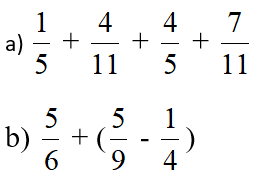 a) 1/5 + 4/11 + 4/5 + 7/11
b) 5/6 + (5/9 - 1/4)